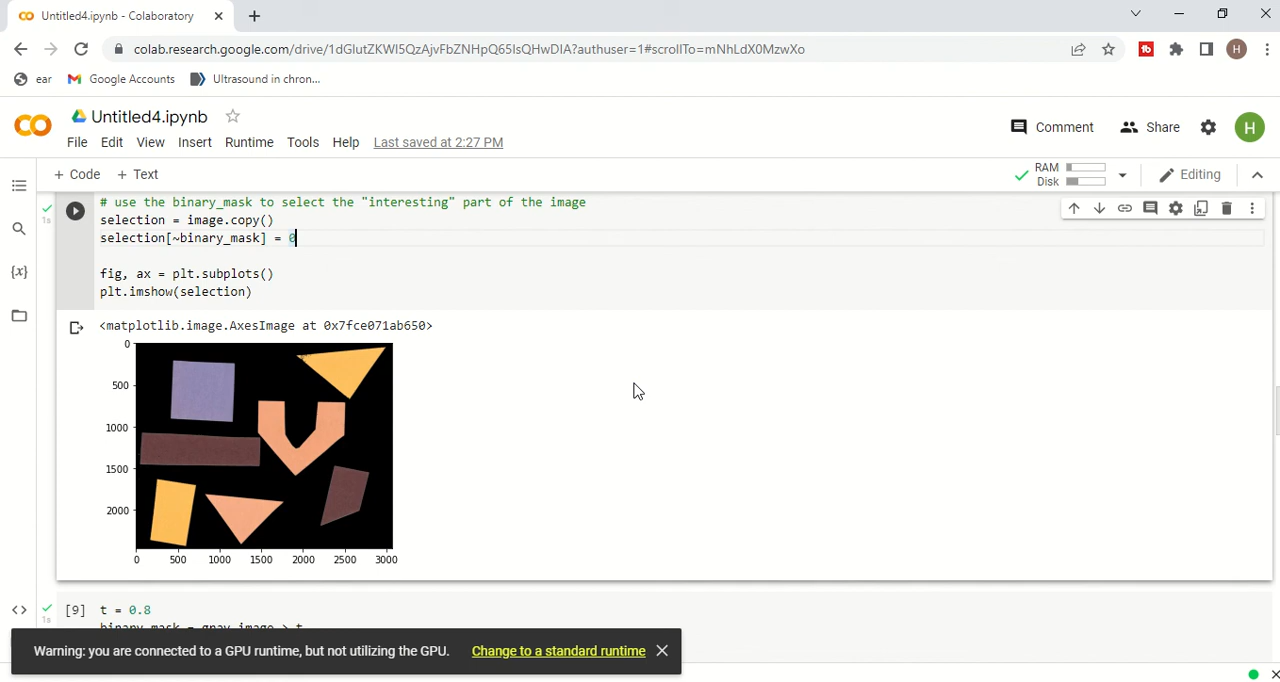 Untitled4.ipynb - Colaboratory
colab.research.google.com/drive/1dGlutZKWI5QzAjvFbZNHpQ65IsQHwDIA?authuser=1#scrollTo=mNhLdX0MzwXo
H
ear
Google Accounts
Ultrasound in chron...
Untitled4.ipynb
File Edit View Insert Runtime Tools Help Last saved at 2:27 PM
Comment
Share
H
+ Code + Text
RAM
Disk
Editing
# use the binary_mask to select the "interesting" part of the image
1s
selection = image.copy()
selection[~binary_mask] = 0
{x}
fig, ax = plt.subplots()
plt.imshow(selection)
<matplotlib.image.AxesImage at 0x7fce071ab650>
0
500
1000
1500
2000
0 500 1000 1500 2000 2500 3000
[9] t = 0.8
1s
binary_mask = gray_image > t
Warning: you are connected to a GPU runtime, but not utilizing the GPU. Change to a standard runtime